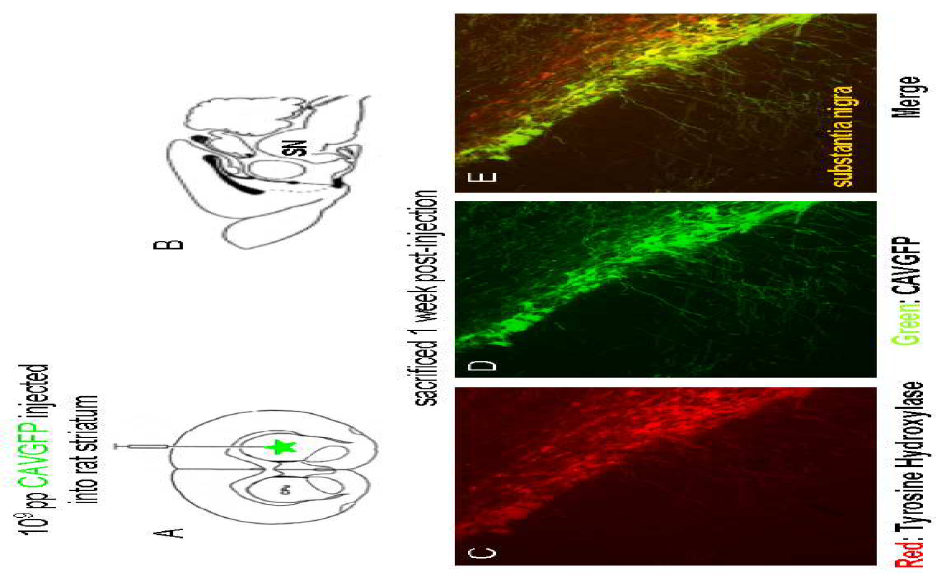 10⁹ pp CAVGFP injected
into rat striatum
A
CPu
B
SN
sacrificed 1 week post-injection
C
D
E
substantia nigra
Red: Tyrosine Hydroxylase
Green: CAVGFP
Merge